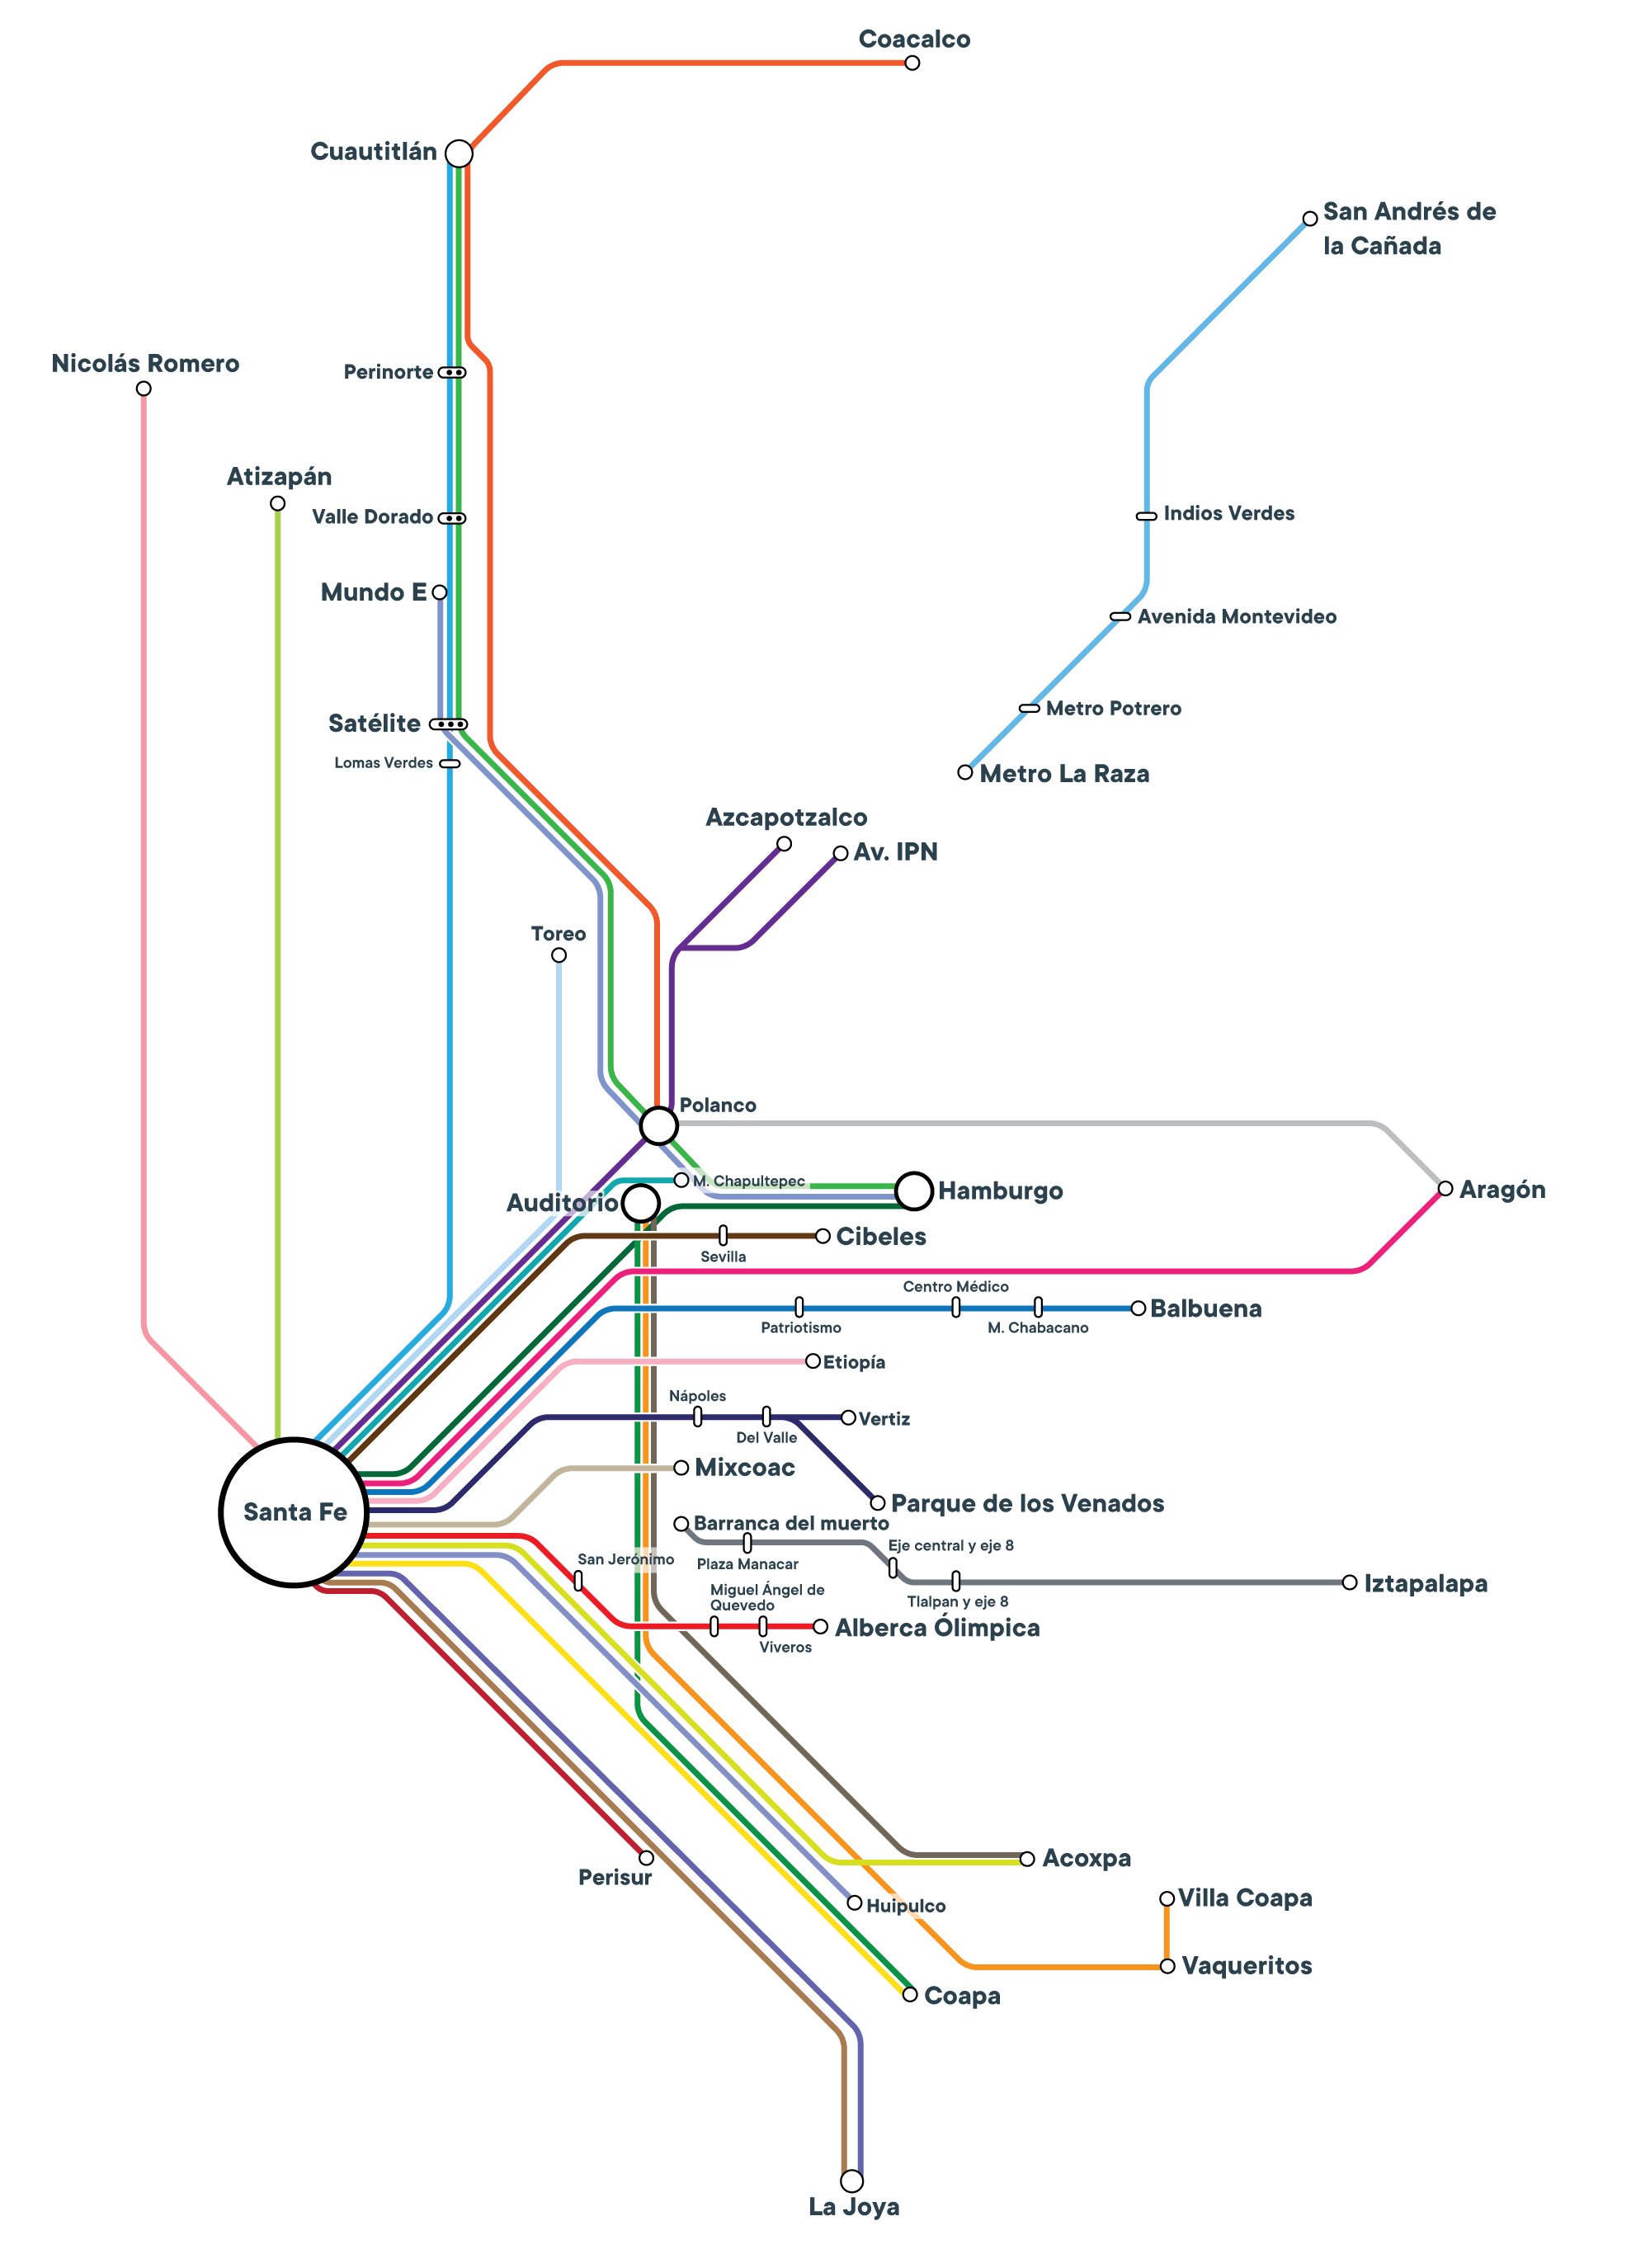 Coacalco
Cuautitlán
San Andrés de
la Cañada
Nicolás Romero
Perinorte
Atizapán
Valle Dorado
Indios Verdes
Mundo E
Avenida Montevideo
Satélite
Metro Potrero
Lomas Verdes
Metro La Raza
Azcapotzalco
Av. IPN
Toreo
Polanco
M. Chapultepec
Auditorio
Hamburgo
Aragón
Cibeles
Sevilla
Centro Médico
Balbuena
Patriotismo
M. Chabacano
Etiopía
Nápoles
Vertiz
Del Valle
Mixcoac
Parque de los Venados
Santa Fe
Barranca del muerto
Eje central y eje 8
San Jerónimo
Plaza Manacar
Iztapalapa
Miguel Ángel de
Quevedo
Tlalpan y eje 8
Alberca Ólimpica
Viveros
Acoxpa
Perisur
Villa Coapa
Huipulco
Vaqueritos
Coapa
La Joya